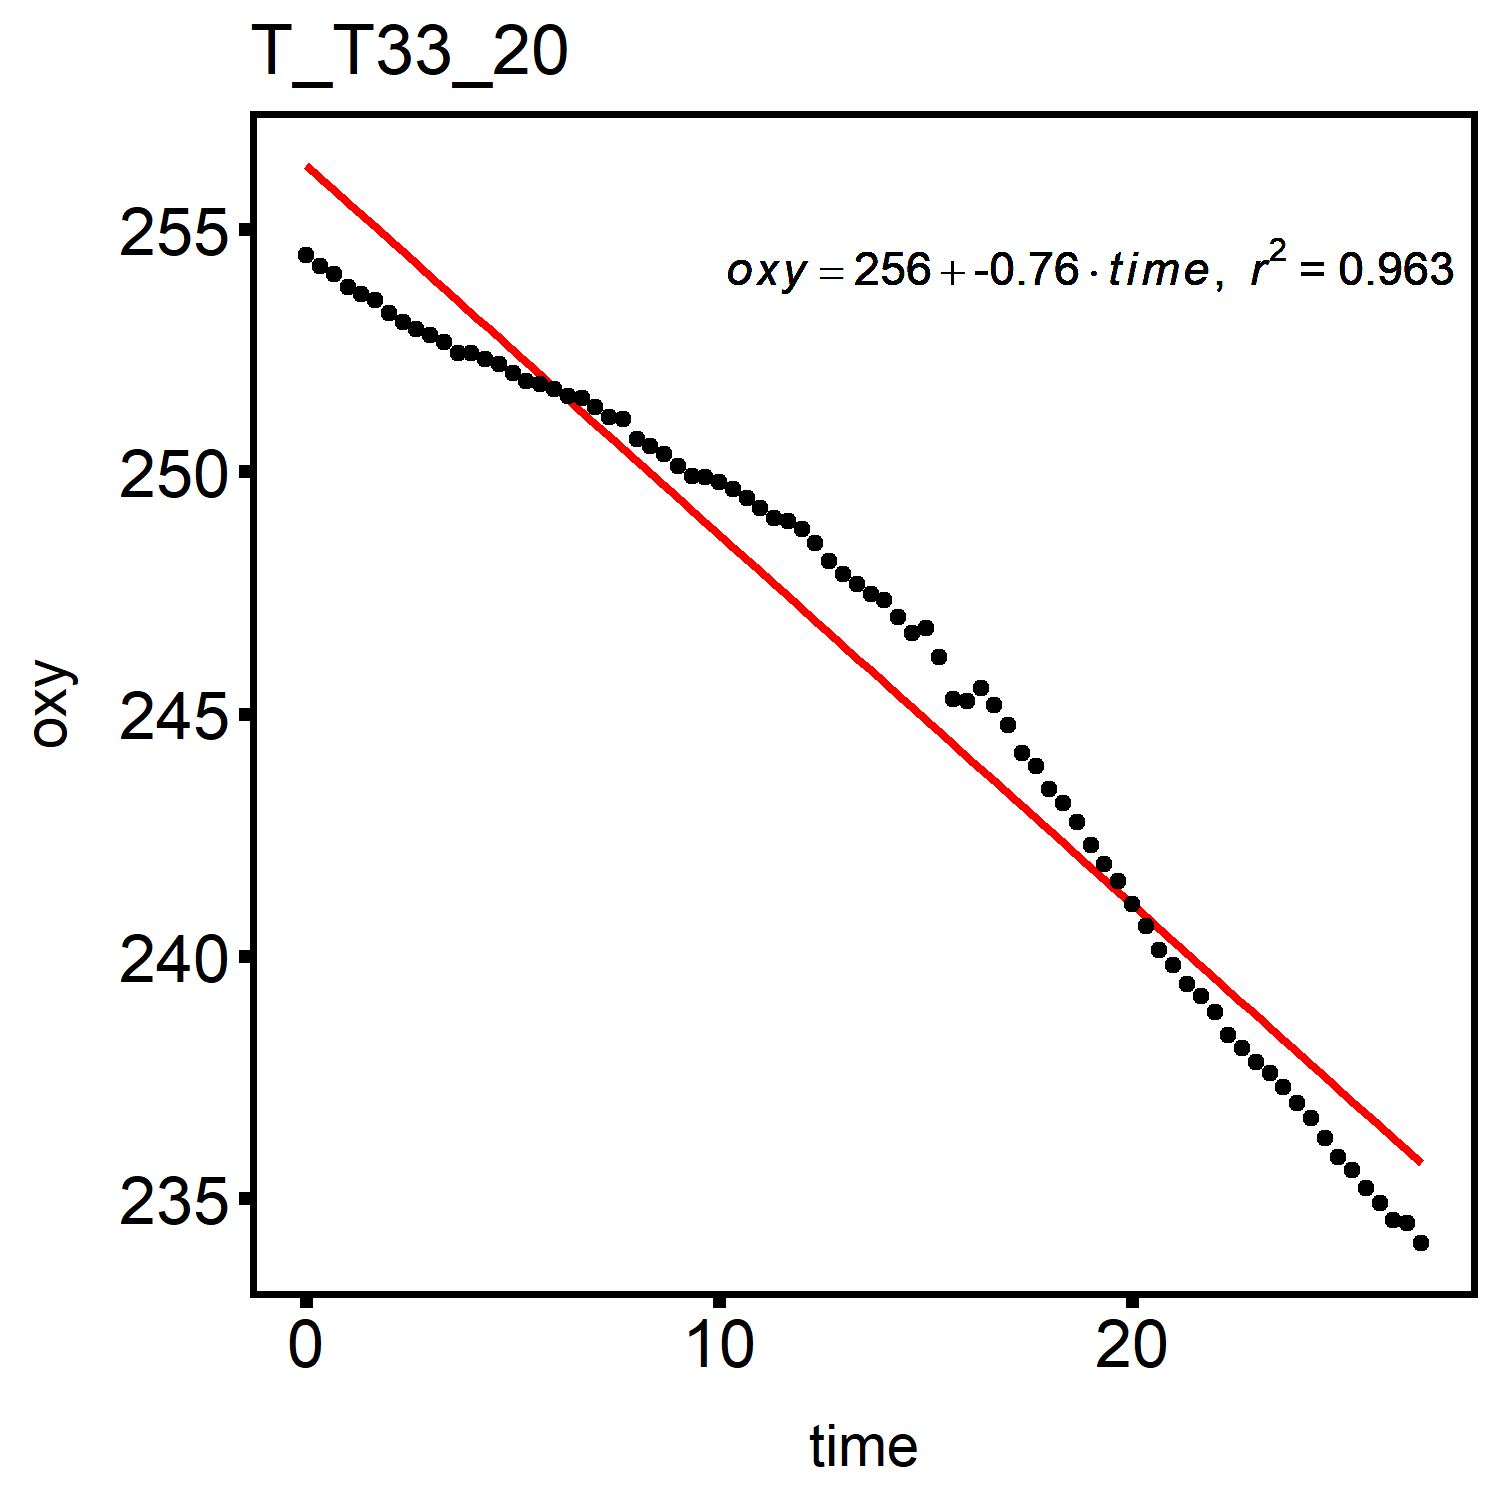 T_T33_20
oxy = 256 + -0.76 · time, r² = 0.963
255
250
245
240
235
oxy
0 10 20
time